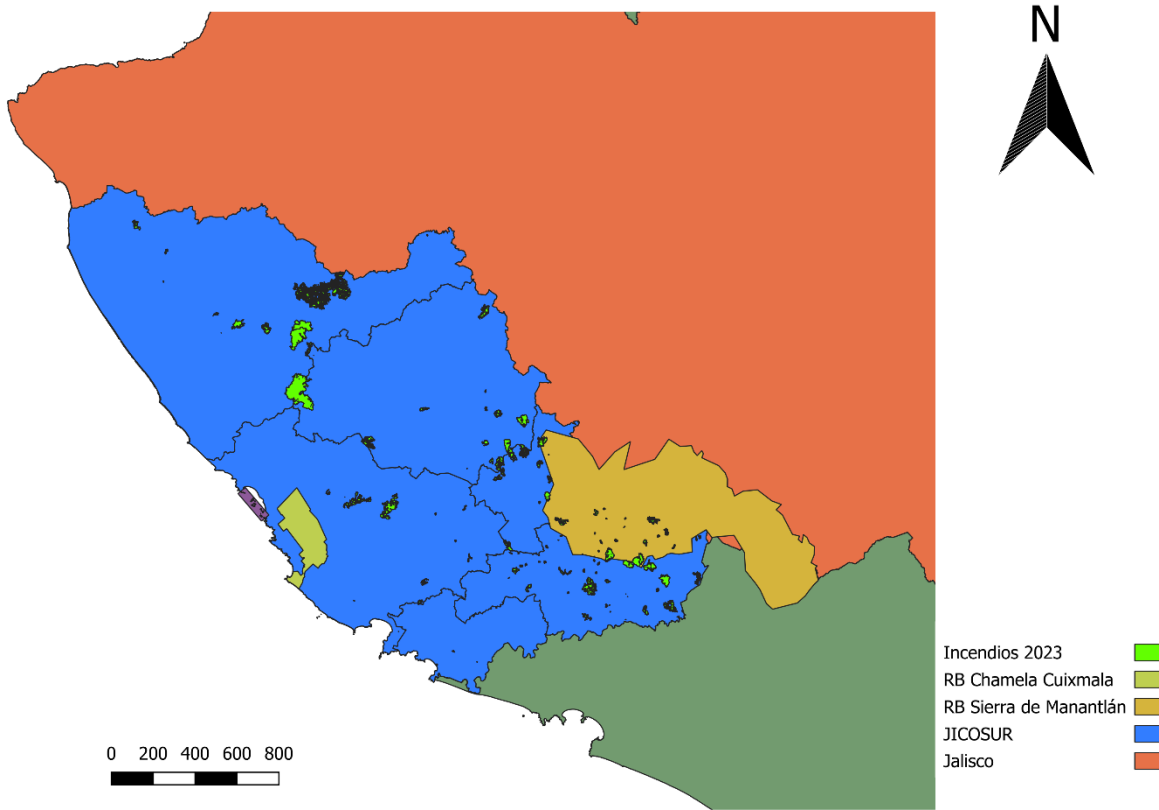 N
Incendios 2023
RB Chamela Cuixmala
RB Sierra de Manantlán
JICOSUR
Jalisco
0 200 400 600 800